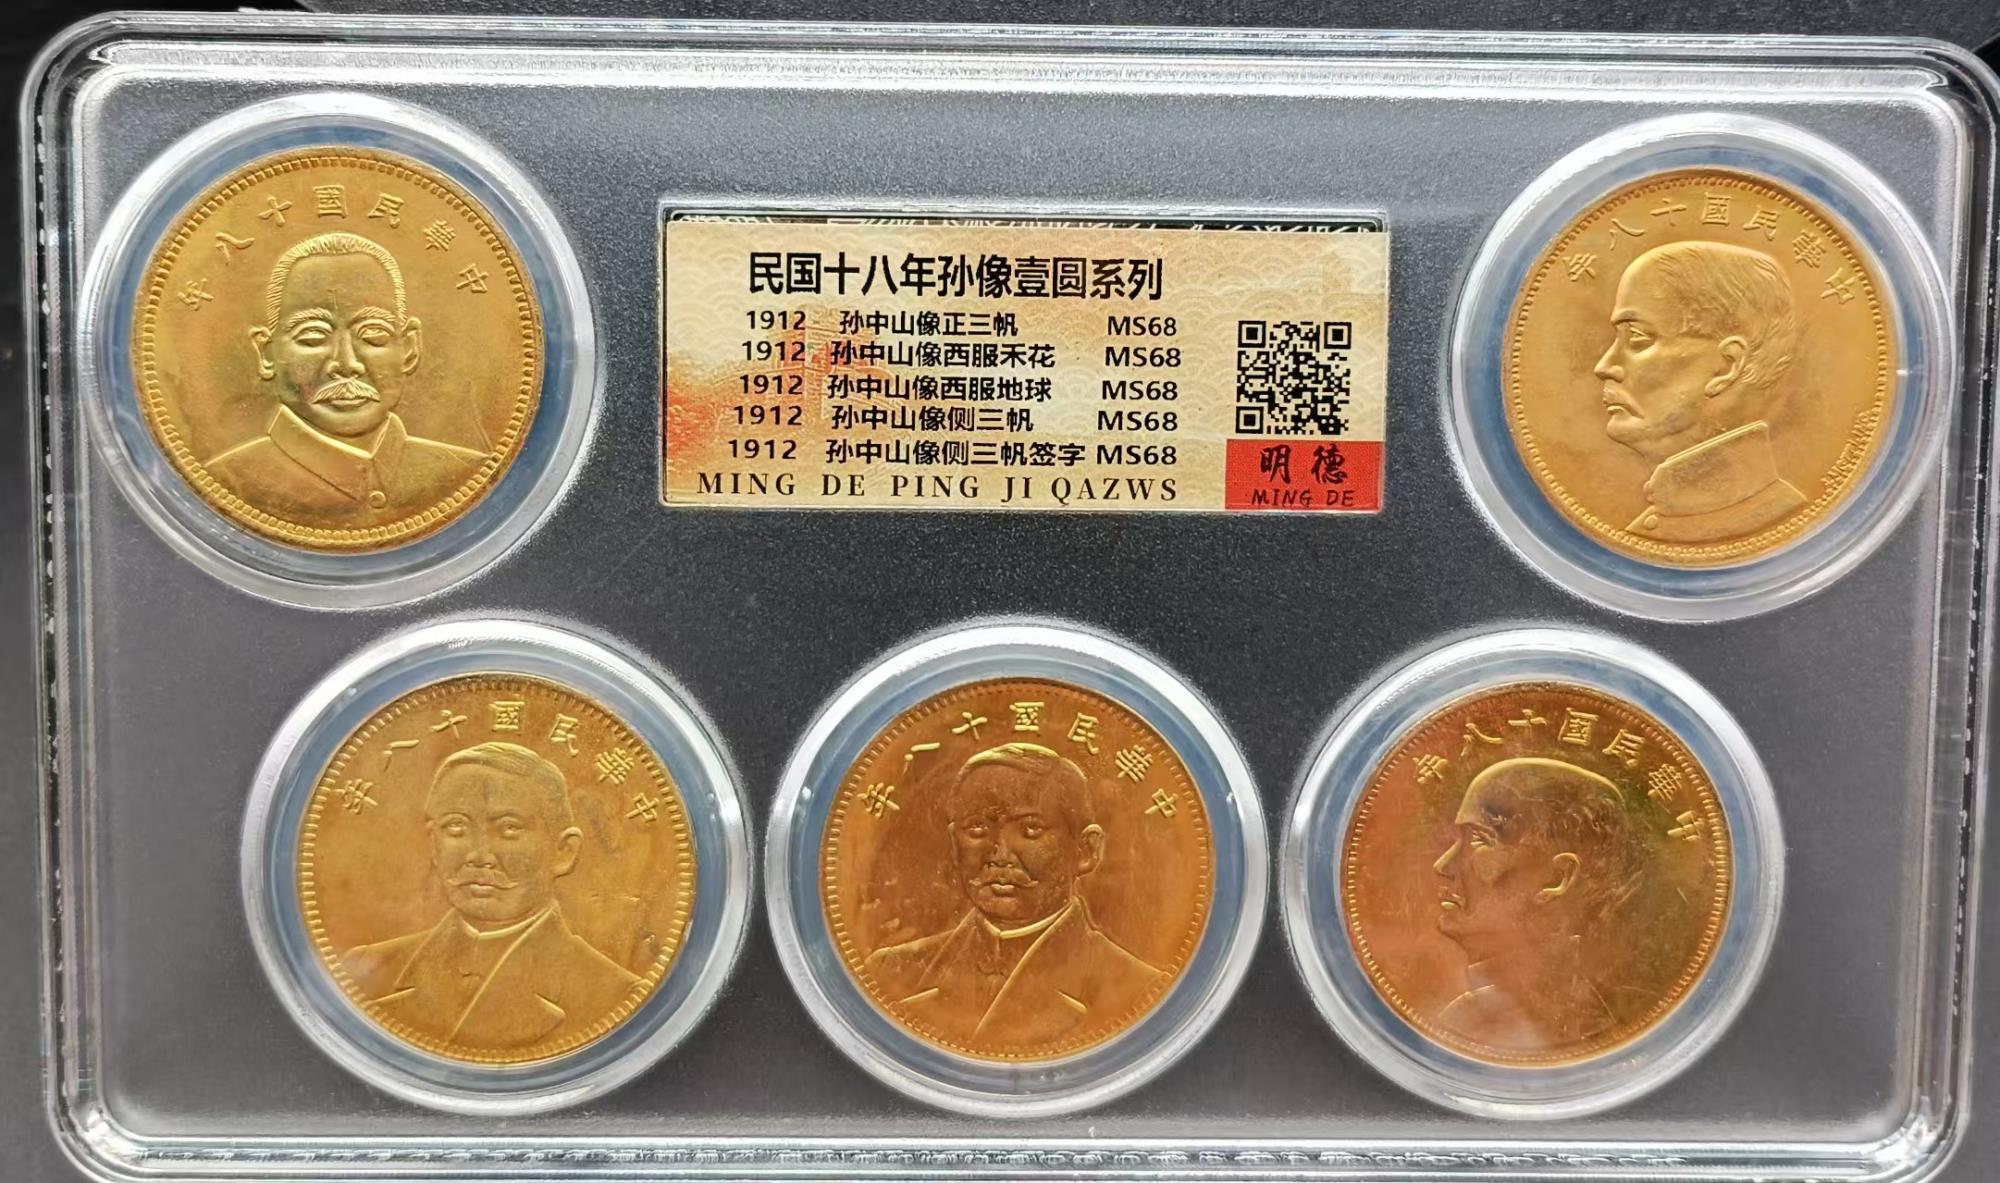 年八十國民華中
民国十八年孙像壹圆系列
1912 孙中山像正三帆 MS68
1912 孙中山像西服禾花 MS68
1912 孙中山像西服地球 MS68
1912 孙中山像侧三帆 MS68
1912 孙中山像侧三帆签字 MS68
MING DE PING JI QAZWS
明德
MING DE
年八十國民華中
年八十國民華中
年八十國民華中
年八十國民華中